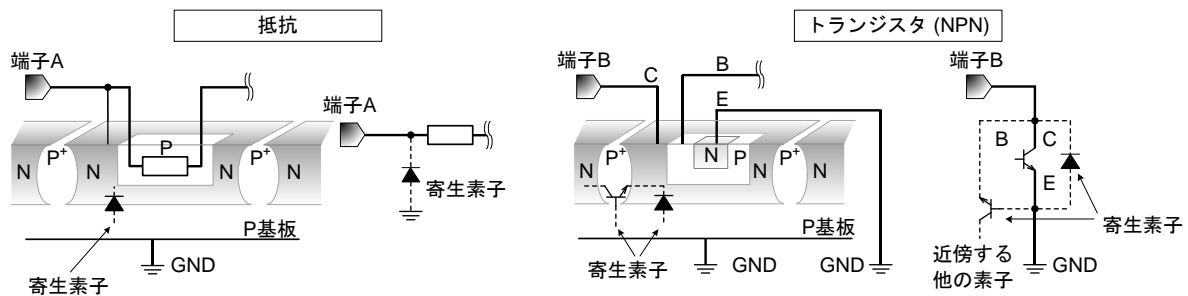 抵抗
トランジスタ (NPN)
端子A
端子A
N
P+
N
P
N
P+
N
寄生素子
P基板
GND
寄生素子
端子B
C
B
E
N
P+
N
N
P
N
P+
N
P基板
寄生素子
GND
GND
端子B
B
C
E
寄生素子
近傍する
他の素子
GND